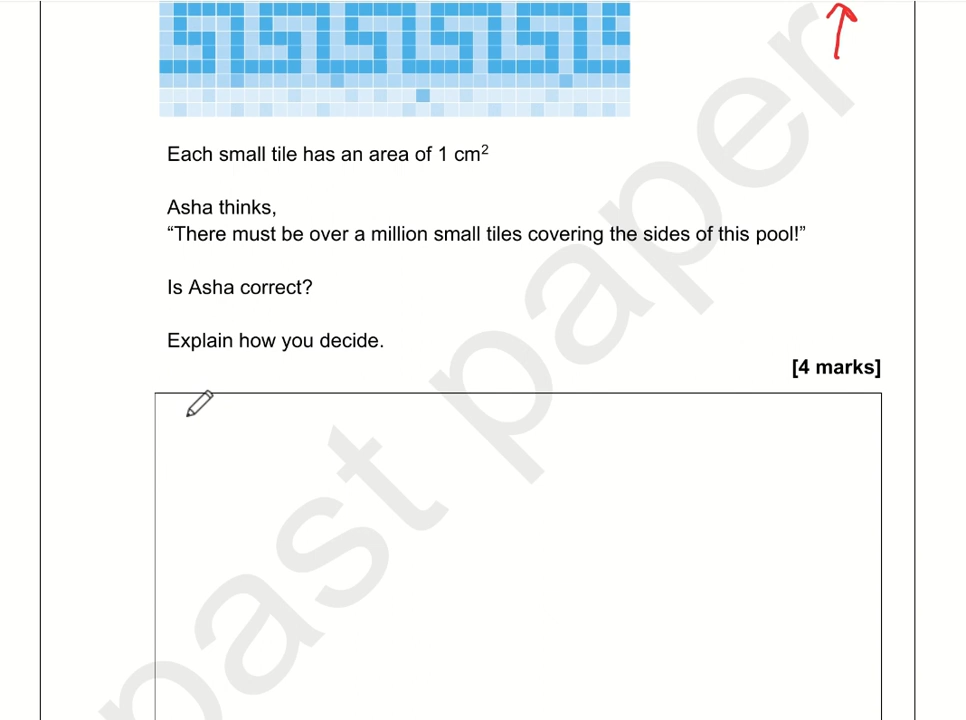 Each small tile has an area of 1 cm²
Asha thinks,
“There must be over a million small tiles covering the sides of this pool!”
Is Asha correct?
Explain how you decide.
[4 marks]
past paper